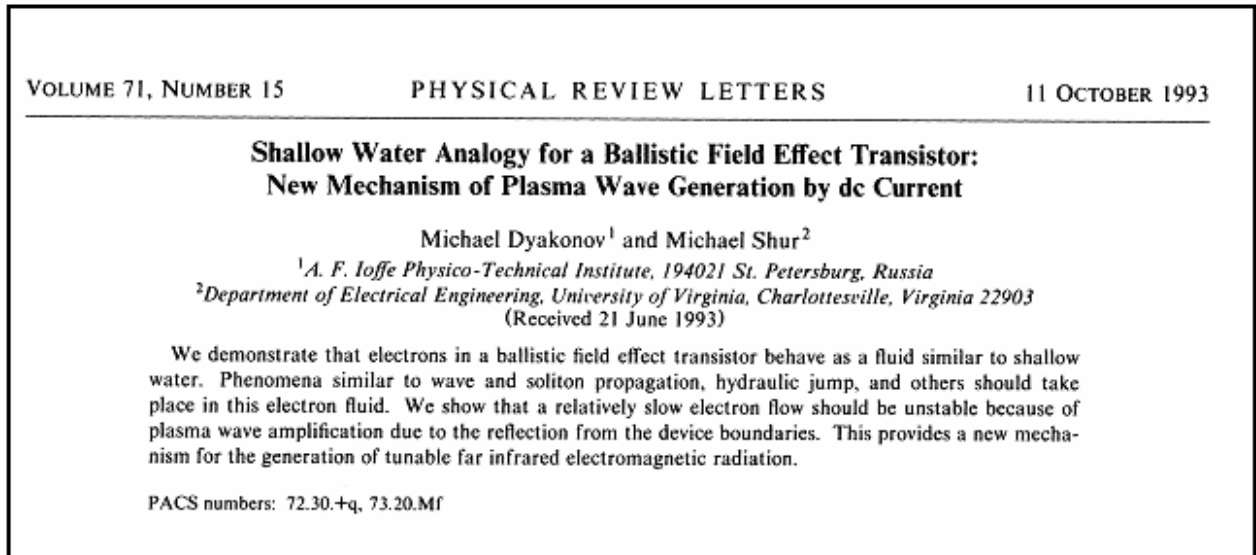 VOLUME 71, NUMBER 15 PHYSICAL REVIEW LETTERS 11 OCTOBER 1993
Shallow Water Analogy for a Ballistic Field Effect Transistor:
New Mechanism of Plasma Wave Generation by dc Current
Michael Dyakonov¹ and Michael Shur²
¹A. F. Ioffe Physico-Technical Institute, 194021 St. Petersburg, Russia
²Department of Electrical Engineering, University of Virginia, Charlottesville, Virginia 22903
(Received 21 June 1993)
We demonstrate that electrons in a ballistic field effect transistor behave as a fluid similar to shallow
water. Phenomena similar to wave and soliton propagation, hydraulic jump, and others should take
place in this electron fluid. We show that a relatively slow electron flow should be unstable because of
plasma wave amplification due to the reflection from the device boundaries. This provides a new mecha-
nism for the generation of tunable far infrared electromagnetic radiation.
PACS numbers: 72.30.+q, 73.20.Mf